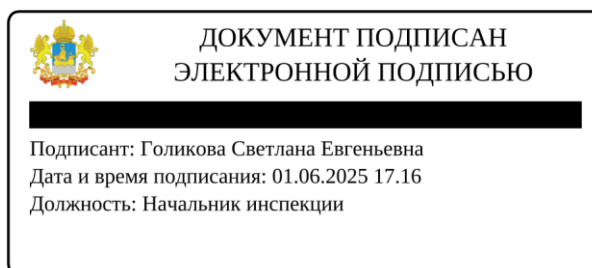 ДОКУМЕНТ ПОДПИСАН
ЭЛЕКТРОННОЙ ПОДПИСЬЮ
Подписант: Голикова Светлана Евгеньевна
Дата и время подписания: 01.06.2025 17.16
Должность: Начальник инспекции